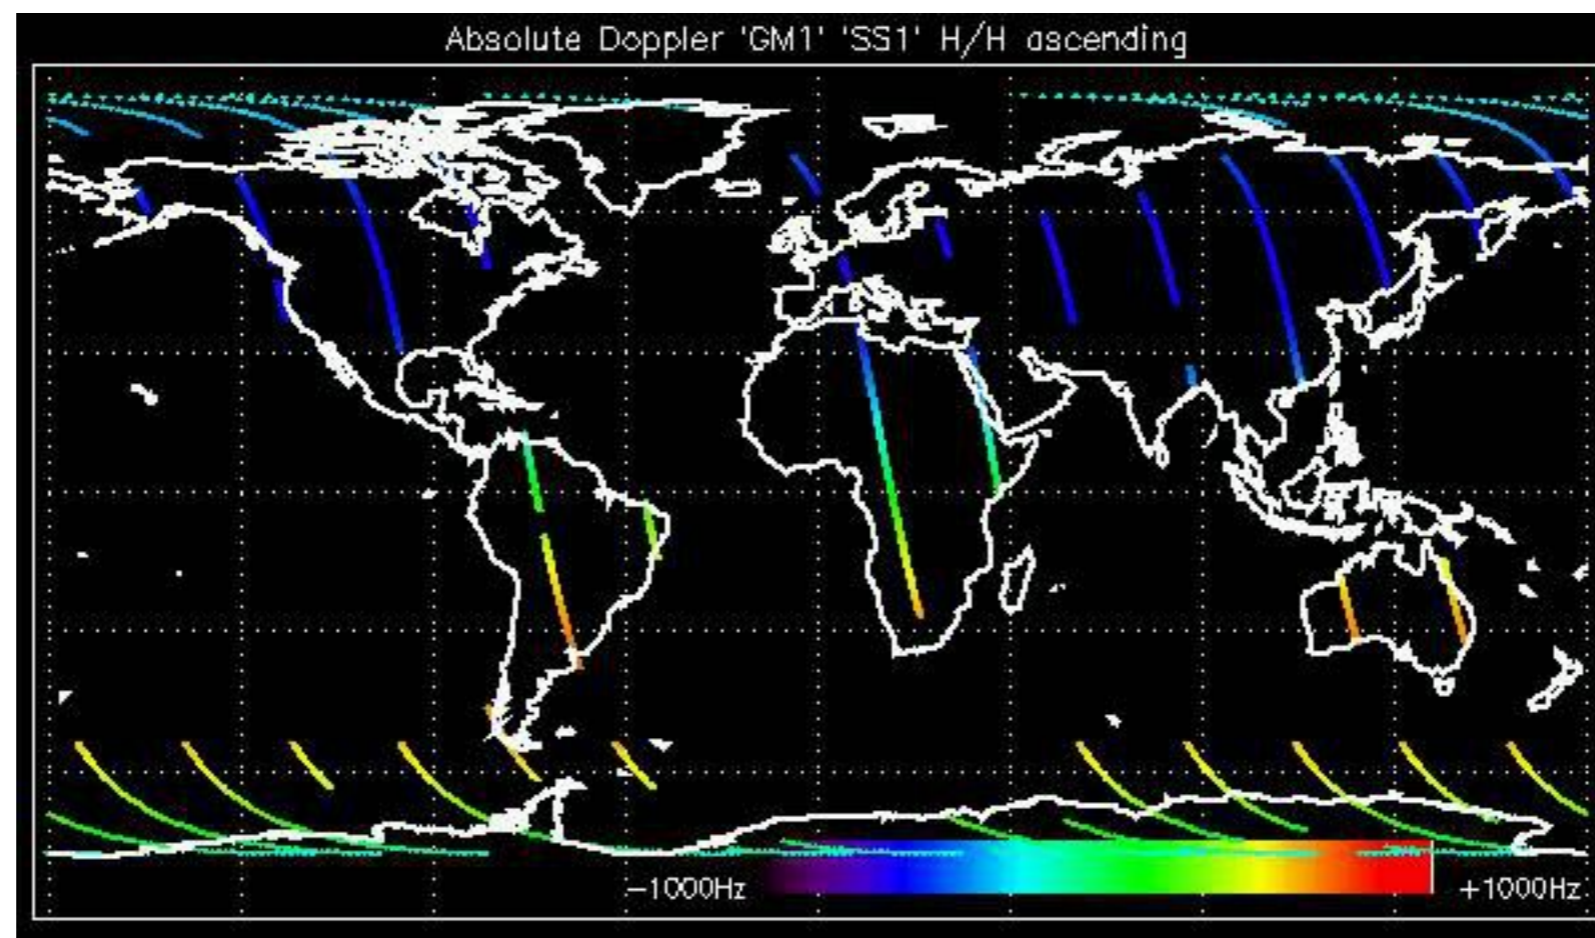 Absolute Doppler 'GM1' 'SS1' H/H ascending
−1000Hz
+1000Hz